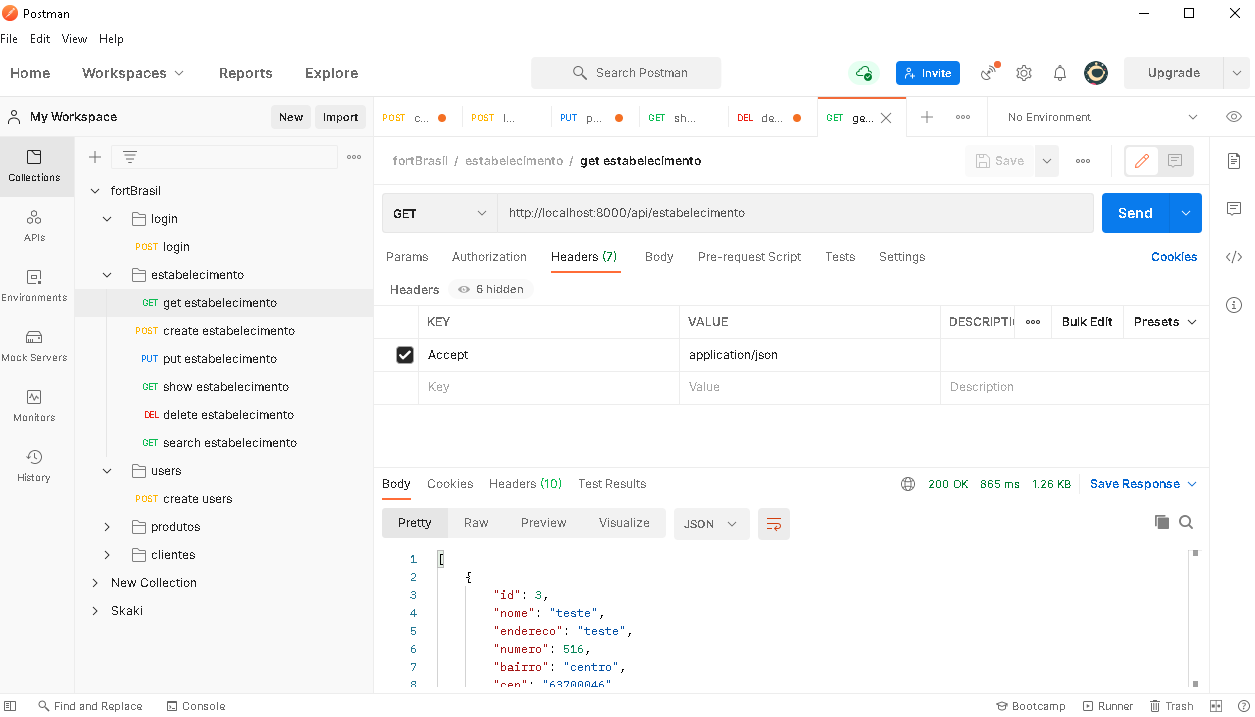 Postman
File Edit View Help
Home Workspaces Reports Explore Search Postman Invite Upgrade
My Workspace New Import
POST c... POST l... PUT p... GET sh... DEL de... GET ge... No Environment
Collections
APIs
Environments
Mock Servers
Monitors
History
fortBrasil
login
POST login
estabelecimento
GET get estabelecimento
POST create estabelecimento
PUT put estabelecimento
GET show estabelecimento
DEL delete estabelecimento
GET search estabelecimento
users
POST create users
produtos
clientes
New Collection
Skaki
fortBrasil / estabelecimento / get estabelecimento Save
GET http://localhost:8000/api/estabelecimento Send
Params Authorization Headers (7) Body Pre-request Script Tests Settings Cookies
Headers 6 hidden
KEY VALUE DESCRIPTI Bulk Edit Presets
Accept application/json
Key Value Description
Body Cookies Headers (10) Test Results 200 OK 865 ms 1.26 KB Save Response
Pretty Raw Preview Visualize JSON
1 [
2 {
3 "id": 3,
4 "nome": "teste",
5 "endereco": "teste",
6 "numero": 516,
7 "bairro": "centro",
8 "cep": "63700046"
Find and Replace Console Bootcamp Runner Trash